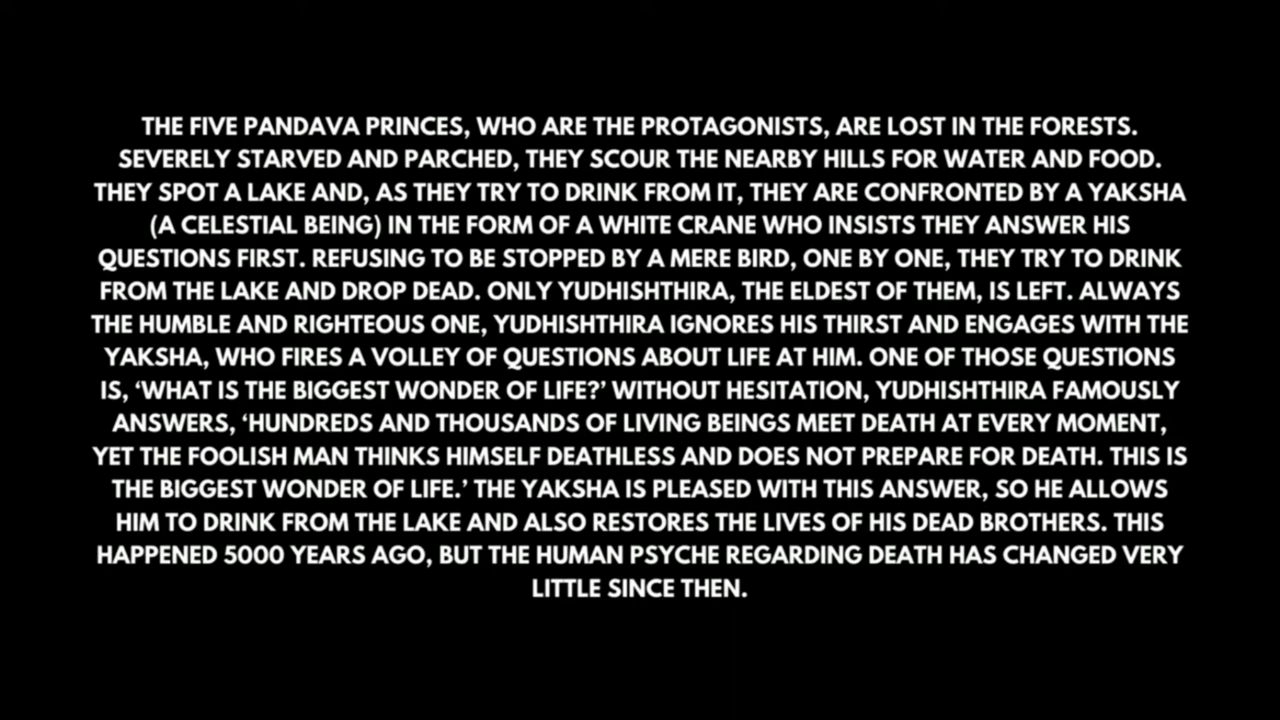 THE FIVE PANDAVA PRINCES, WHO ARE THE PROTAGONISTS, ARE LOST IN THE FORESTS.
SEVERELY STARVED AND PARCHED, THEY SCOUR THE NEARBY HILLS FOR WATER AND FOOD.
THEY SPOT A LAKE AND, AS THEY TRY TO DRINK FROM IT, THEY ARE CONFRONTED BY A YAKSHA
(A CELESTIAL BEING) IN THE FORM OF A WHITE CRANE WHO INSISTS THEY ANSWER HIS
QUESTIONS FIRST. REFUSING TO BE STOPPED BY A MERE BIRD, ONE BY ONE, THEY TRY TO DRINK
FROM THE LAKE AND DROP DEAD. ONLY YUDHISHTHIRA, THE ELDEST OF THEM, IS LEFT. ALWAYS
THE HUMBLE AND RIGHTEOUS ONE, YUDHISHTHIRA IGNORES HIS THIRST AND ENGAGES WITH THE
YAKSHA, WHO FIRES A VOLLEY OF QUESTIONS ABOUT LIFE AT HIM. ONE OF THOSE QUESTIONS
IS, ‘WHAT IS THE BIGGEST WONDER OF LIFE?’ WITHOUT HESITATION, YUDHISHTHIRA FAMOUSLY
ANSWERS, ‘HUNDREDS AND THOUSANDS OF LIVING BEINGS MEET DEATH AT EVERY MOMENT,
YET THE FOOLISH MAN THINKS HIMSELF DEATHLESS AND DOES NOT PREPARE FOR DEATH. THIS IS
THE BIGGEST WONDER OF LIFE.’ THE YAKSHA IS PLEASED WITH THIS ANSWER, SO HE ALLOWS
HIM TO DRINK FROM THE LAKE AND ALSO RESTORES THE LIVES OF HIS DEAD BROTHERS. THIS
HAPPENED 5000 YEARS AGO, BUT THE HUMAN PSYCHE REGARDING DEATH HAS CHANGED VERY
LITTLE SINCE THEN.